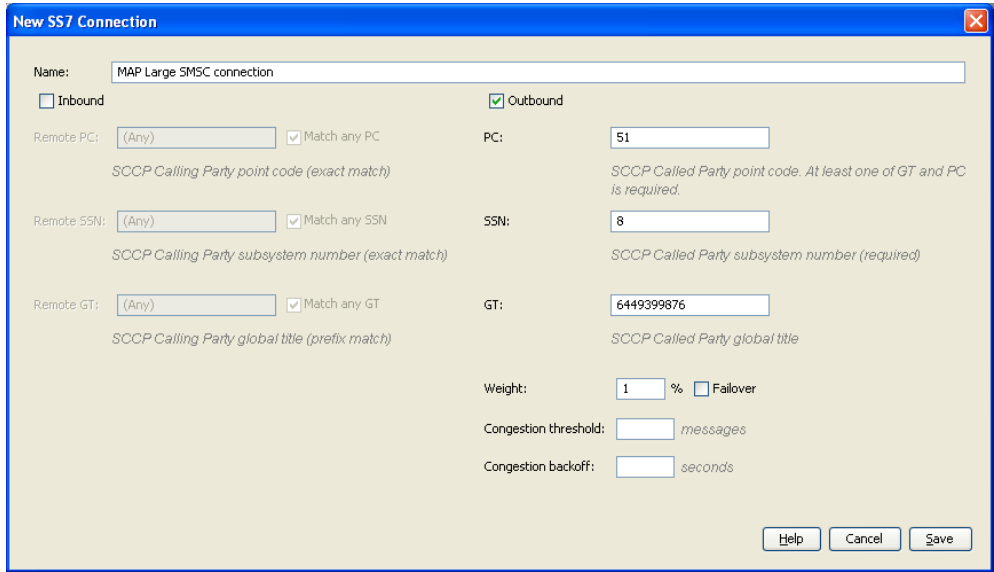 New SS7 Connection
Name: MAP Large SMSC connection
Inbound Outbound
Remote PC: (Any) Match any PC PC: 51
SCCP Calling Party point code (exact match) SCCP Called Party point code. At least one of GT and PC
is required.
Remote SSN: (Any) Match any SSN SSN: 8
SCCP Calling Party subsystem number (exact match) SCCP Called Party subsystem number (required)
Remote GT: (Any) Match any GT GT: 6449399876
SCCP Calling Party global title (prefix match) SCCP Called Party global title
Weight: 1 % Failover
Congestion threshold: messages
Congestion backoff: seconds
Help Cancel Save